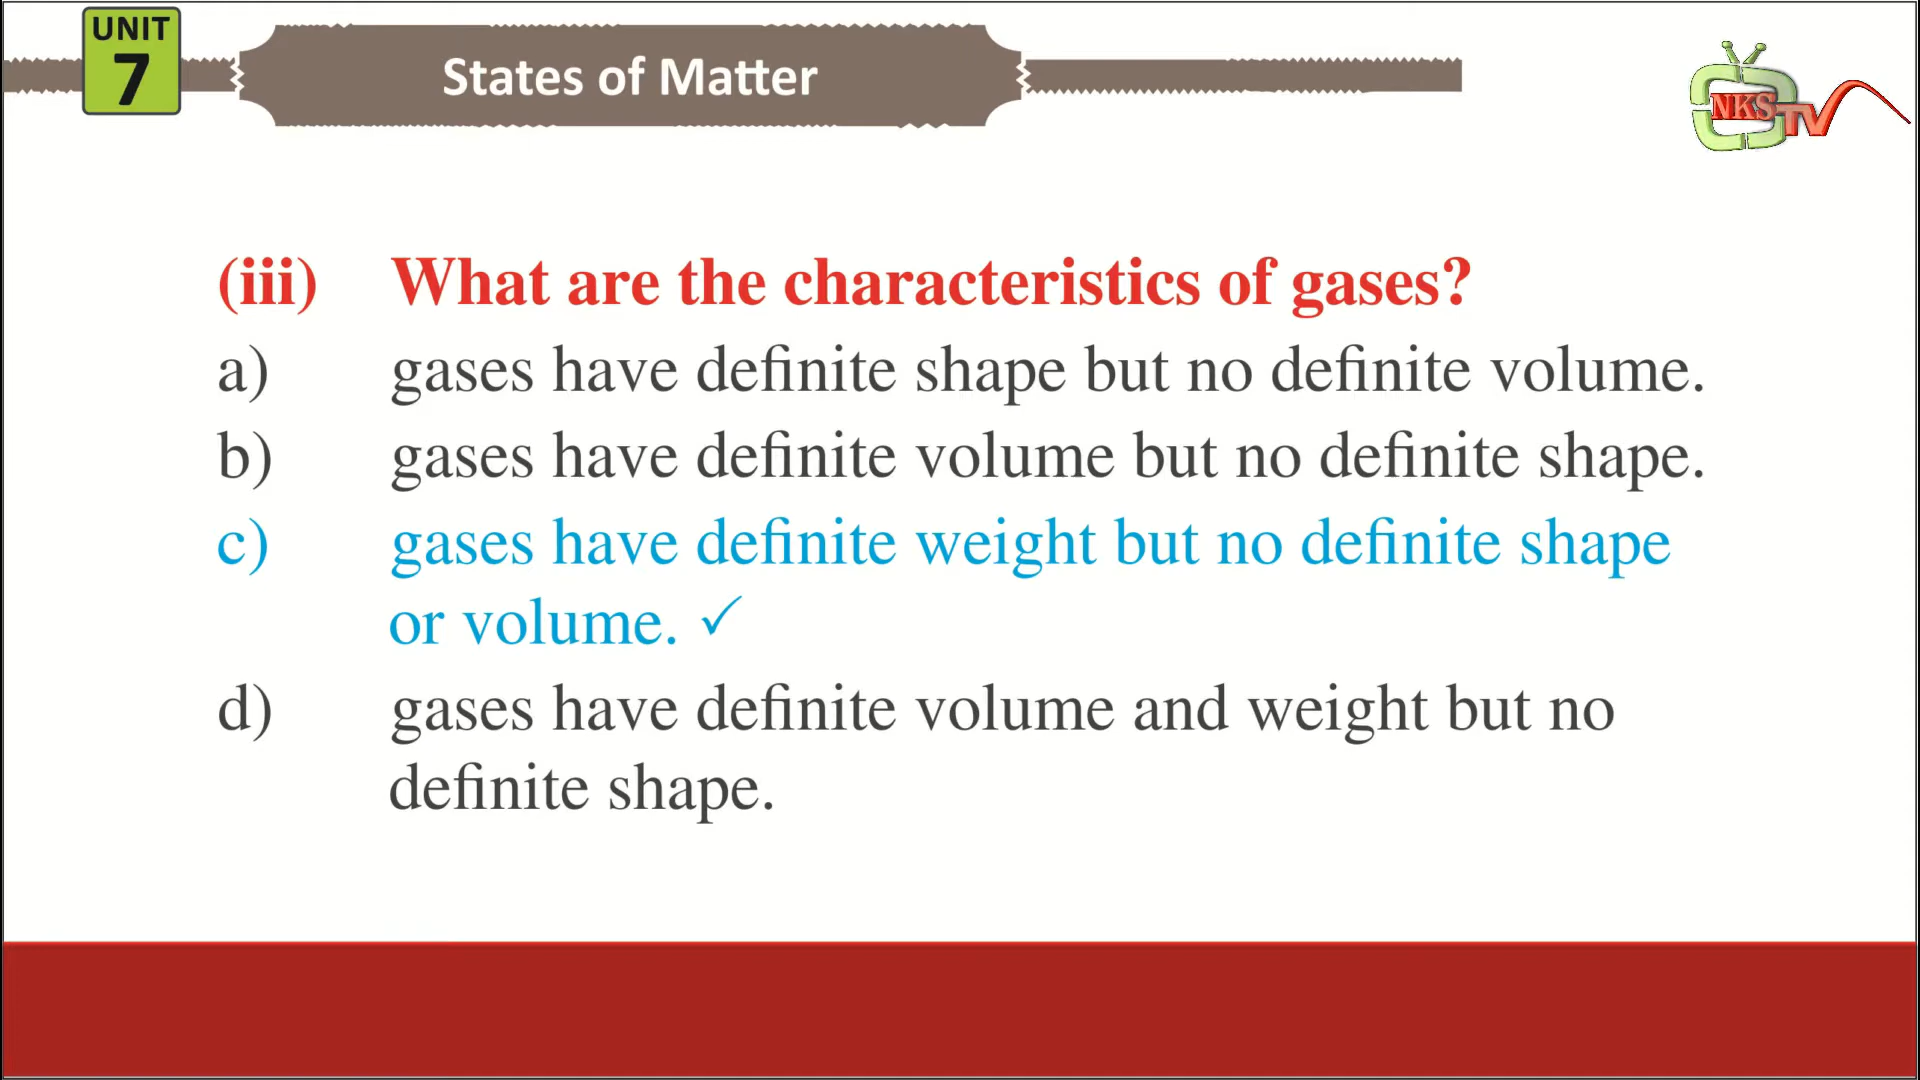 UNIT
7
States of Matter
NKS TV
(iii) What are the characteristics of gases?
a) gases have definite shape but no definite volume.
b) gases have definite volume but no definite shape.
c) gases have definite weight but no definite shape
or volume. ✓
d) gases have definite volume and weight but no
definite shape.